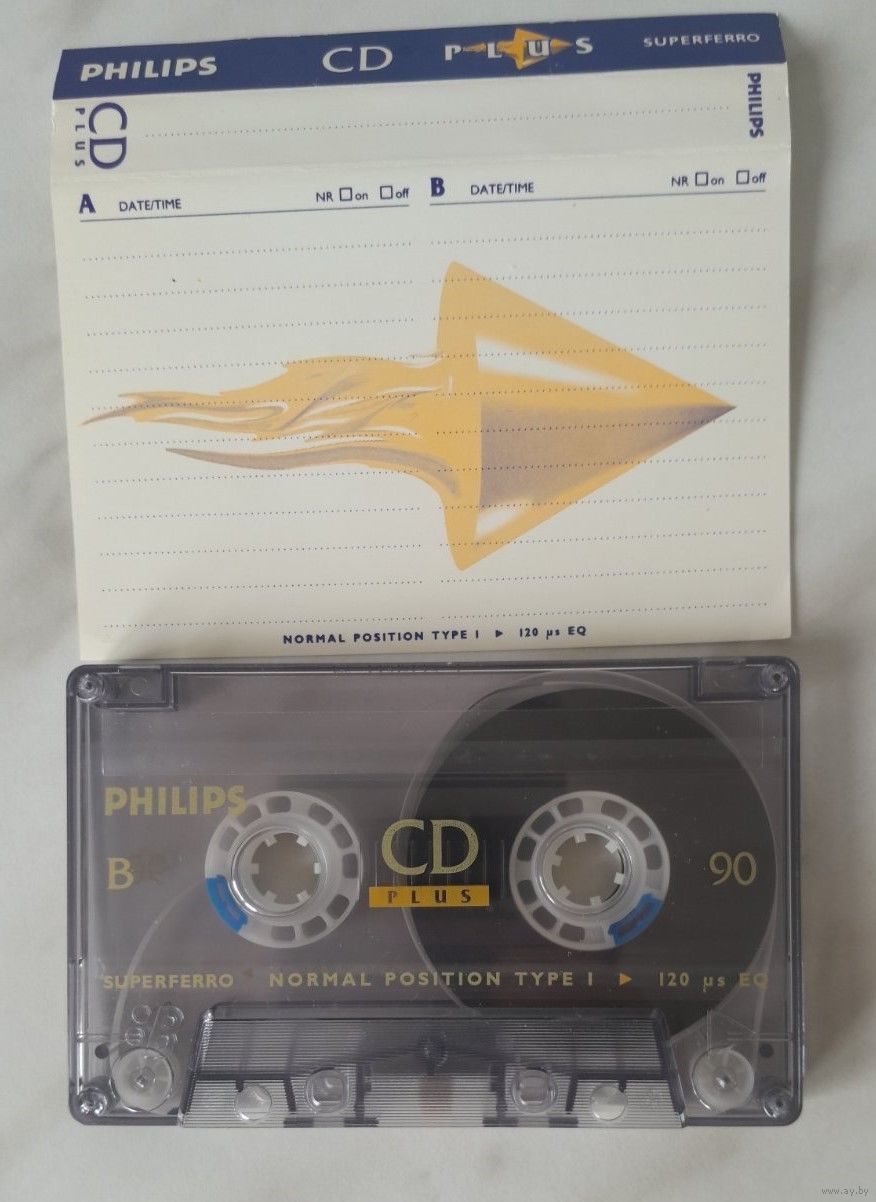 PHILIPS CD PLUS SUPERFERRO
CD PLUS PHILIPS
A DATE/TIME NR on off B DATE/TIME NR on off
NORMAL POSITION TYPE I ► 120 µs EQ
PHILIPS
B CD 90
PLUS
SUPERFERRO NORMAL POSITION TYPE I ► 120 µs EQ
www.ay.by